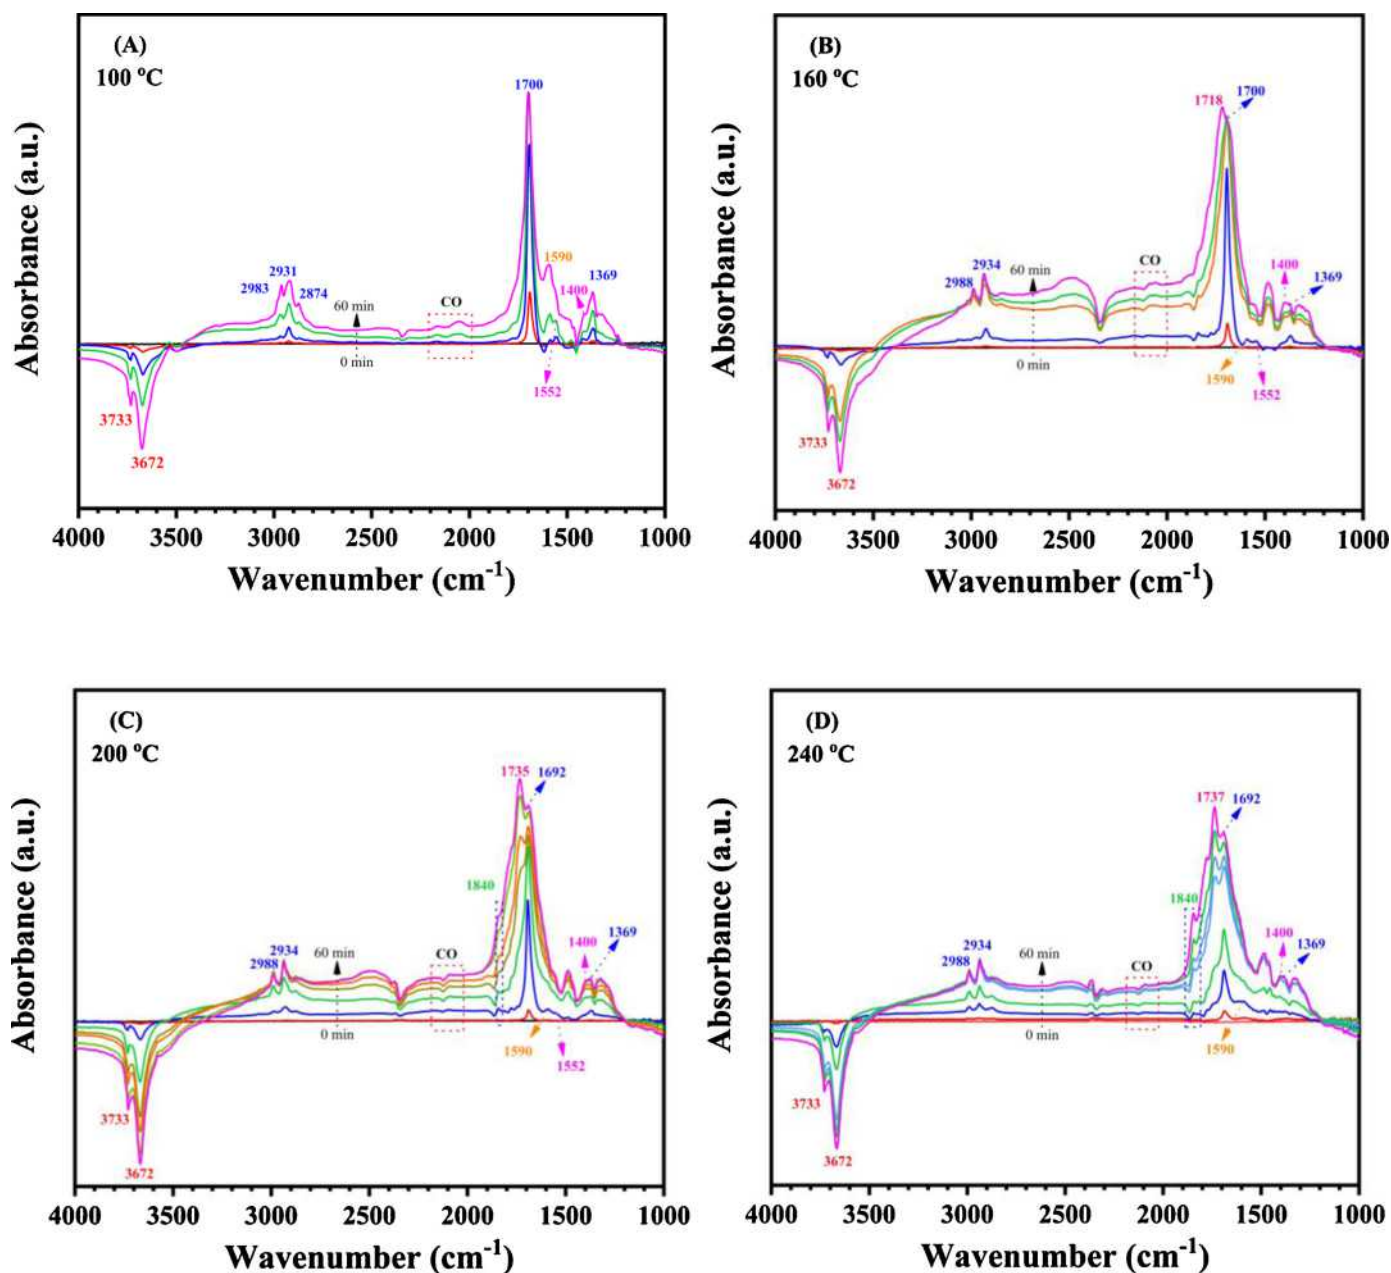 (A)
100 °C
1700
2931
2983
2874
60 min
CO
1590
1400
1369
0 min
1552
3733
3672
Absorbance (a.u.)
4000 3500 3000 2500 2000 1500 1000
Wavenumber (cm⁻¹)
(B)
160 °C
1718
1700
2934
2988
60 min
CO
1400
1369
0 min
1590
1552
3733
3672
Absorbance (a.u.)
4000 3500 3000 2500 2000 1500 1000
Wavenumber (cm⁻¹)
(C)
200 °C
1735
1692
1840
2934
2988
60 min
CO
1400
1369
0 min
1590
1552
3733
3672
Absorbance (a.u.)
4000 3500 3000 2500 2000 1500 1000
Wavenumber (cm⁻¹)
(D)
240 °C
1737
1692
1840
2934
2988
60 min
CO
1400
1369
0 min
1590
3733
3672
Absorbance (a.u.)
4000 3500 3000 2500 2000 1500 1000
Wavenumber (cm⁻¹)